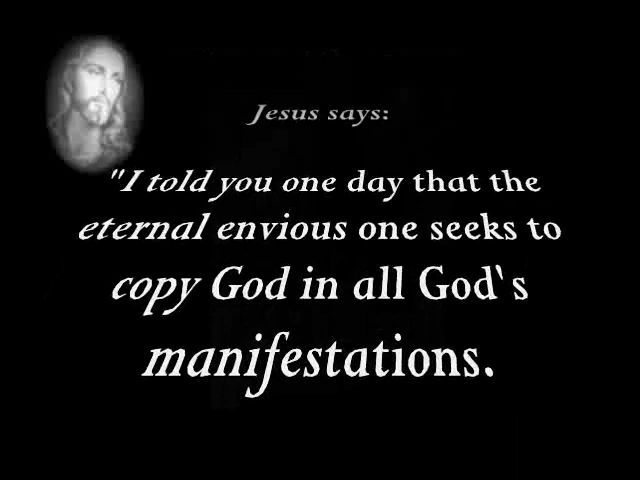 Jesus says:
"I told you one day that the
eternal envious one seeks to
copy God in all God's
manifestations.